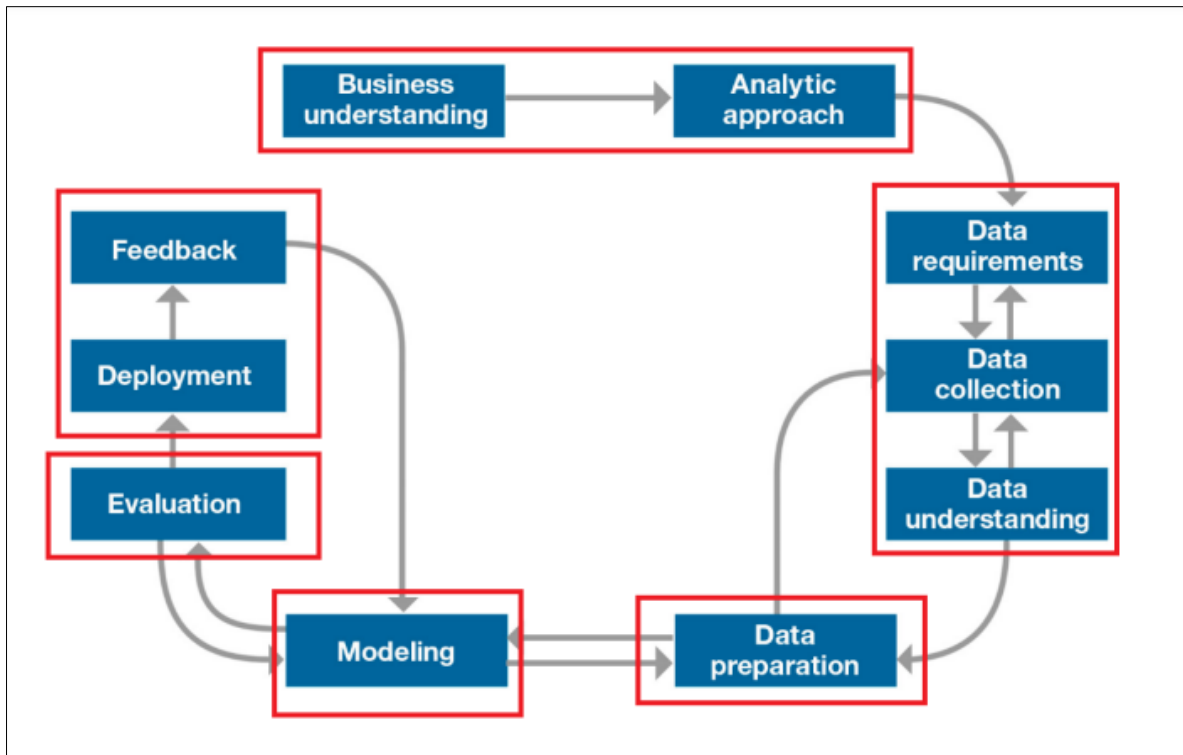 Business
understanding
Analytic
approach
Feedback
Data
requirements
Deployment
Data
collection
Evaluation
Data
understanding
Modeling
Data
preparation